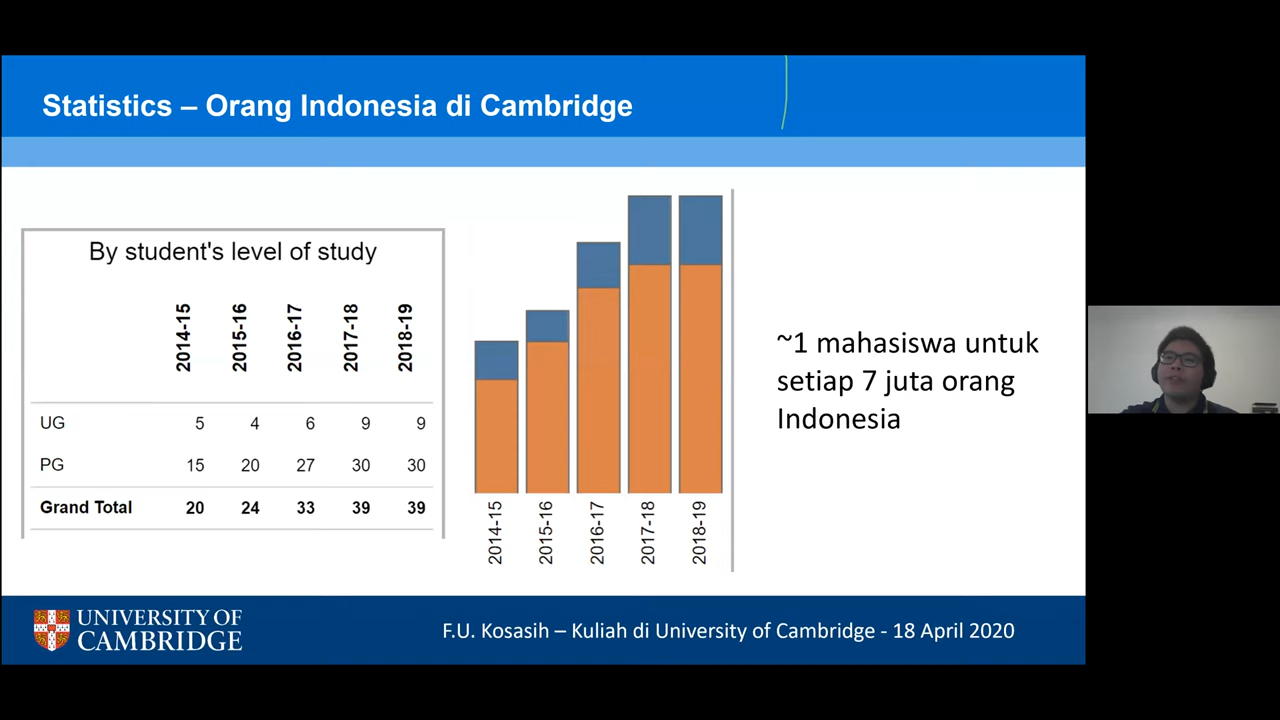 Statistics – Orang Indonesia di Cambridge
By student's level of study
2014-15 2015-16 2016-17 2017-18 2018-19
UG 5 4 6 9 9
PG 15 20 27 30 30
Grand Total 20 24 33 39 39
2014-15 2015-16 2016-17 2017-18 2018-19
~1 mahasiswa untuk
setiap 7 juta orang
Indonesia
UNIVERSITY OF
CAMBRIDGE
F.U. Kosasih – Kuliah di University of Cambridge - 18 April 2020